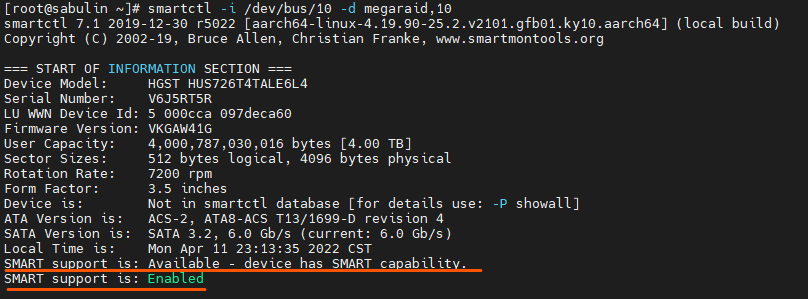 [root@sabulin ~]# smartctl -i /dev/bus/10 -d megaraid,10
smartctl 7.1 2019-12-30 r5022 [aarch64-linux-4.19.90-25.2.v2101.gfb01.ky10.aarch64] (local build)
Copyright (C) 2002-19, Bruce Allen, Christian Franke, www.smartmontools.org

=== START OF INFORMATION SECTION ===
Device Model:     HGST HUS726T4TALE6L4
Serial Number:    V6J5RT5R
LU WWN Device Id: 5 000cca 097deca60
Firmware Version: VKGAW41G
User Capacity:    4,000,787,030,016 bytes [4.00 TB]
Sector Sizes:     512 bytes logical, 4096 bytes physical
Rotation Rate:    7200 rpm
Form Factor:      3.5 inches
Device is:        Not in smartctl database [for details use: -P showall]
ATA Version is:   ACS-2, ATA8-ACS T13/1699-D revision 4
SATA Version is:  SATA 3.2, 6.0 Gb/s (current: 6.0 Gb/s)
Local Time is:    Mon Apr 11 23:13:35 2022 CST
SMART support is: Available - device has SMART capability.
SMART support is: Enabled